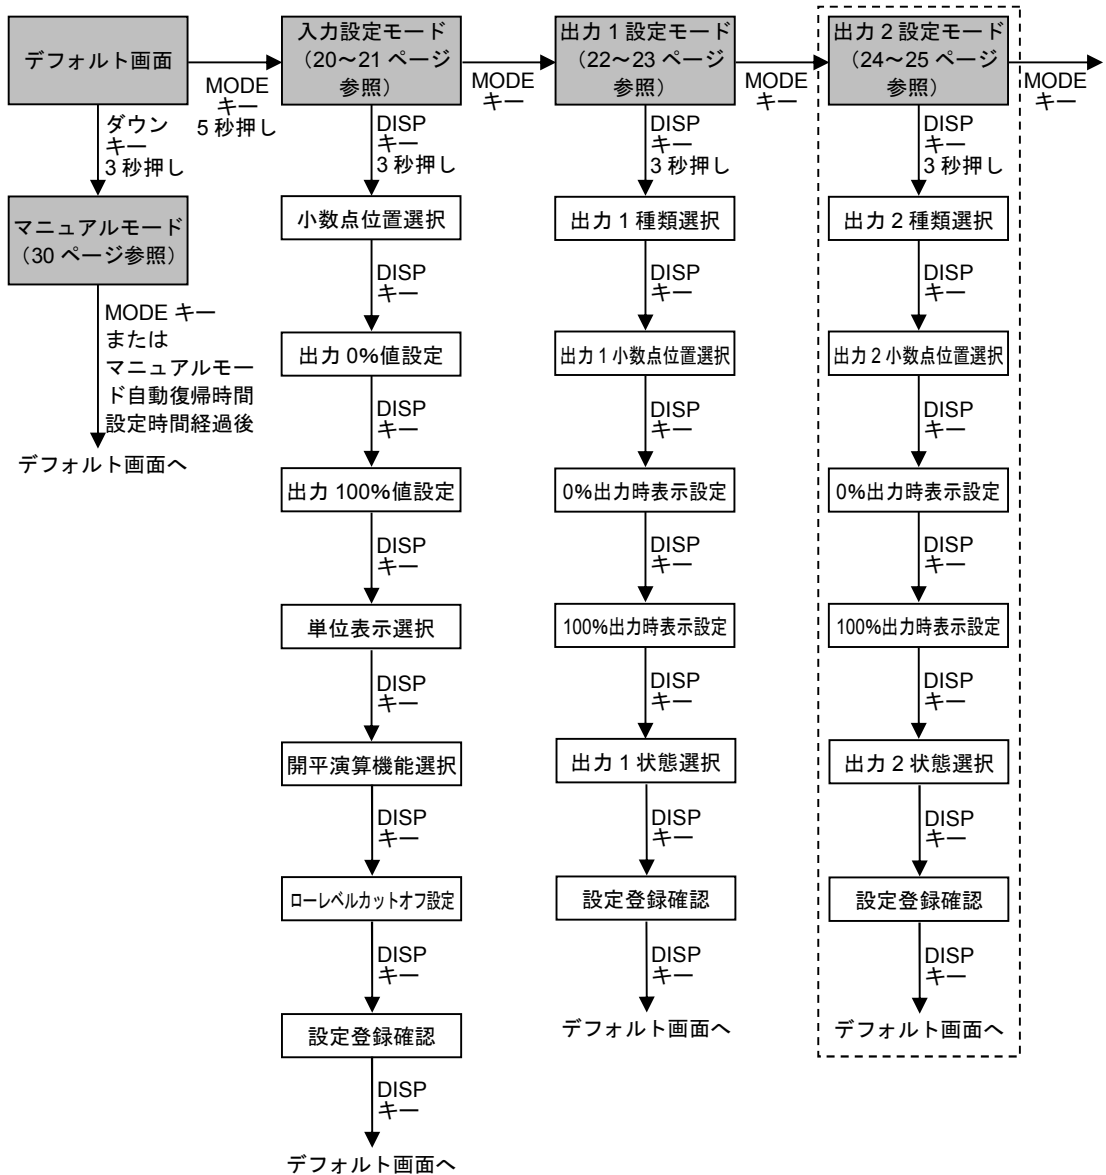 デフォルト画面
MODE
キー
5 秒押し
ダウン
キー
3 秒押し
マニュアルモード
（30 ページ参照）
MODE キー
または
マニュアルモー
ド自動復帰時間
設定時間経過後
デフォルト画面へ
入力設定モード
（20～21 ページ
参照）
MODE
キー
DISP
キー
3 秒押し
小数点位置選択
DISP
キー
出力 0%値設定
DISP
キー
出力 100%値設定
DISP
キー
単位表示選択
DISP
キー
開平演算機能選択
DISP
キー
ローレベルカットオフ設定
DISP
キー
設定登録確認
DISP
キー
デフォルト画面へ
出力 1 設定モード
（22～23 ページ
参照）
MODE
キー
DISP
キー
3 秒押し
出力 1 種類選択
DISP
キー
出力 1 小数点位置選択
DISP
キー
0%出力時表示設定
DISP
キー
100%出力時表示設定
DISP
キー
出力 1 状態選択
DISP
キー
設定登録確認
DISP
キー
デフォルト画面へ
出力 2 設定モード
（24～25 ページ
参照）
MODE
キー
DISP
キー
3 秒押し
出力 2 種類選択
DISP
キー
出力 2 小数点位置選択
DISP
キー
0%出力時表示設定
DISP
キー
100%出力時表示設定
DISP
キー
出力 2 状態選択
DISP
キー
設定登録確認
DISP
キー
デフォルト画面へ